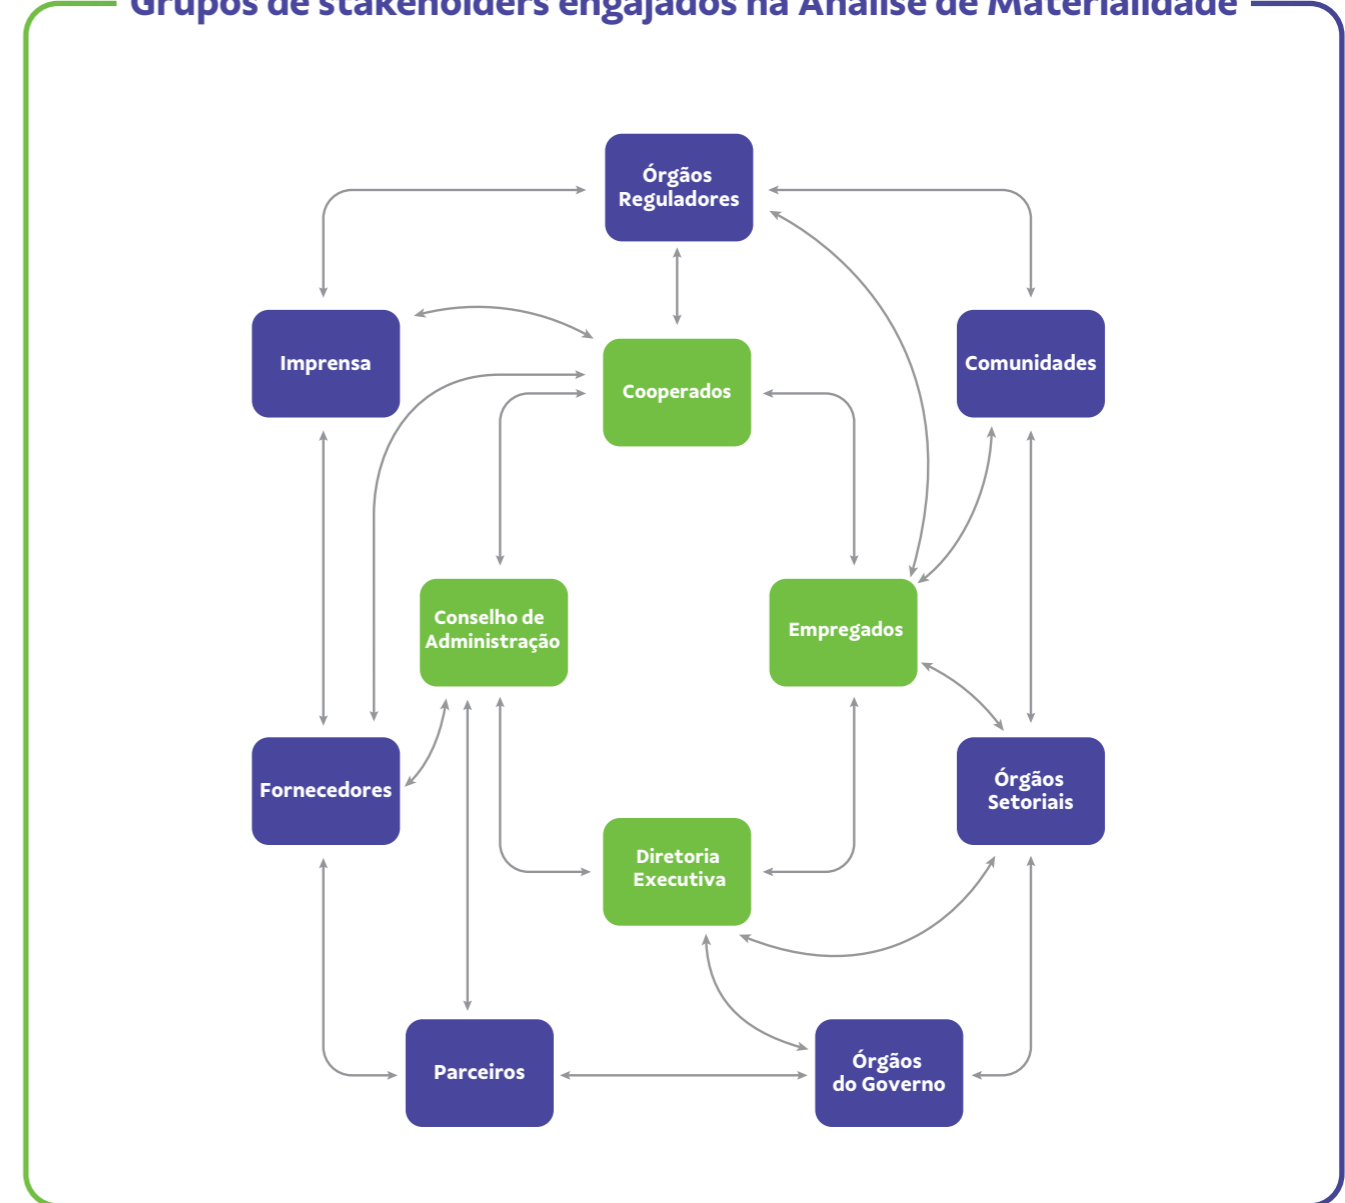 Grupos de stakeholders engajados na Análise de Materialidade
Órgãos
Reguladores
Imprensa
Comunidades
Cooperados
Conselho de
Administração
Empregados
Fornecedores
Órgãos
Setoriais
Diretoria
Executiva
Parceiros
Órgãos
do Governo